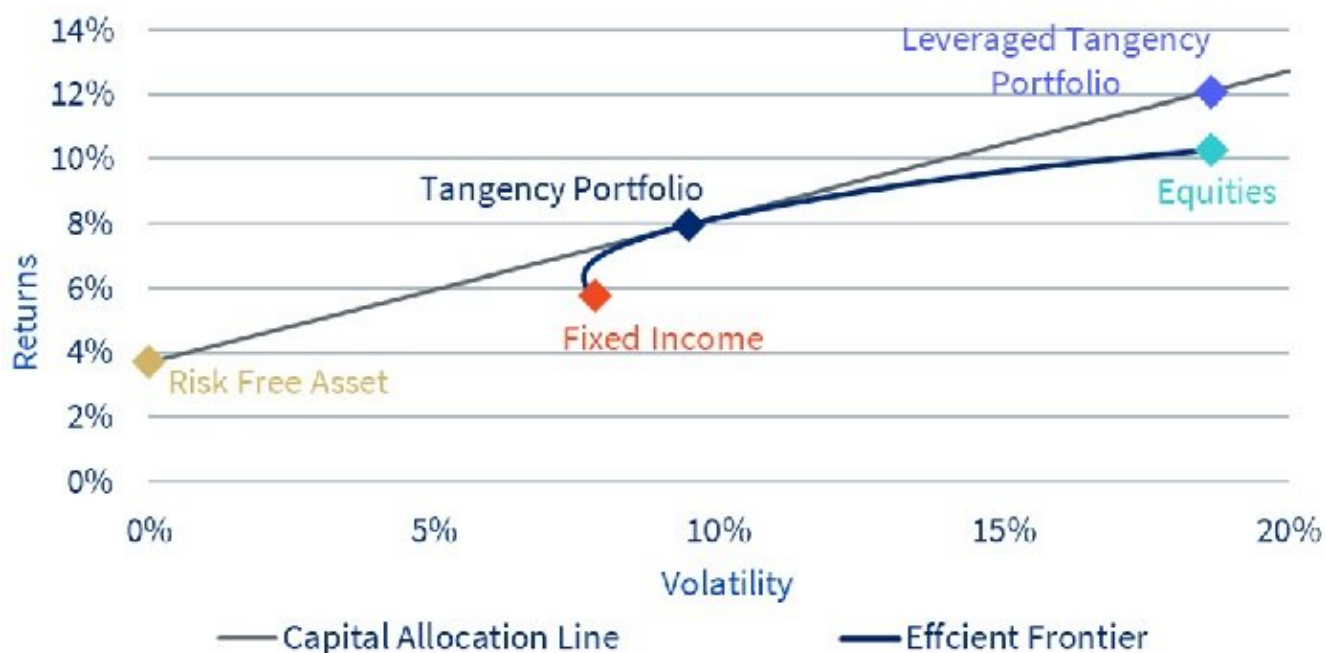 14%
12%
10%
8%
6%
4%
2%
0%
Returns
Leveraged Tangency
Portfolio
Tangency Portfolio
Equities
Fixed Income
Risk Free Asset
0%
5%
10%
15%
20%
Volatility
Capital Allocation Line
Effcient Frontier